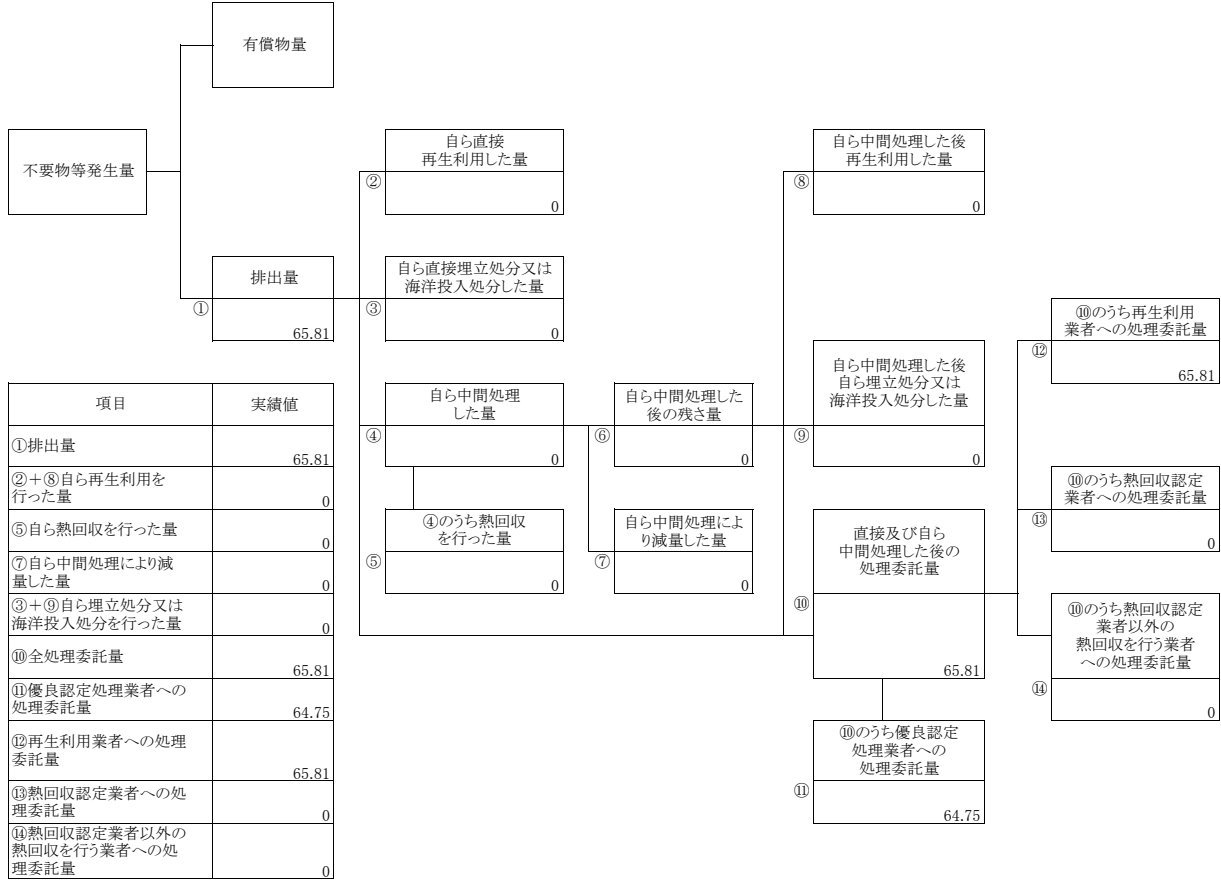 有償物量
不要物等発生量
自ら直接
再生利用した量
②
0
自ら中間処理した後
再生利用した量
⑧
0
排出量
①
65.81
自ら直接埋立処分又は
海洋投入処分した量
③
0
⑩のうち再生利用
業者への処理委託量
⑫
65.81
自ら中間処理
した量
④
0
自ら中間処理した
後の残さ量
⑥
0
自ら中間処理した後
自ら埋立処分又は
海洋投入処分した量
⑨
0
⑩のうち熱回収認定
業者への処理委託量
⑬
0
④のうち熱回収
を行った量
⑤
0
自ら中間処理によ
り減量した量
⑦
0
直接及び自ら
中間処理した後の
処理委託量
⑩
65.81
⑩のうち熱回収認定
業者以外の
熱回収を行う業者
への処理委託量
⑭
0
⑩のうち優良認定
処理業者への
処理委託量
⑪
64.75
項目 実績値
①排出量
65.81
②＋⑧自ら再生利用を
行った量
0
⑤自ら熱回収を行った量
0
⑦自ら中間処理により減
量した量
0
③＋⑨自ら埋立処分又は
海洋投入処分を行った量
0
⑩全処理委託量
65.81
⑪優良認定処理業者への
処理委託量
64.75
⑫再生利用業者への処理
委託量
65.81
⑬熱回収認定業者への処
理委託量
0
⑭熱回収認定業者以外の
熱回収を行う業者への処
理委託量
0